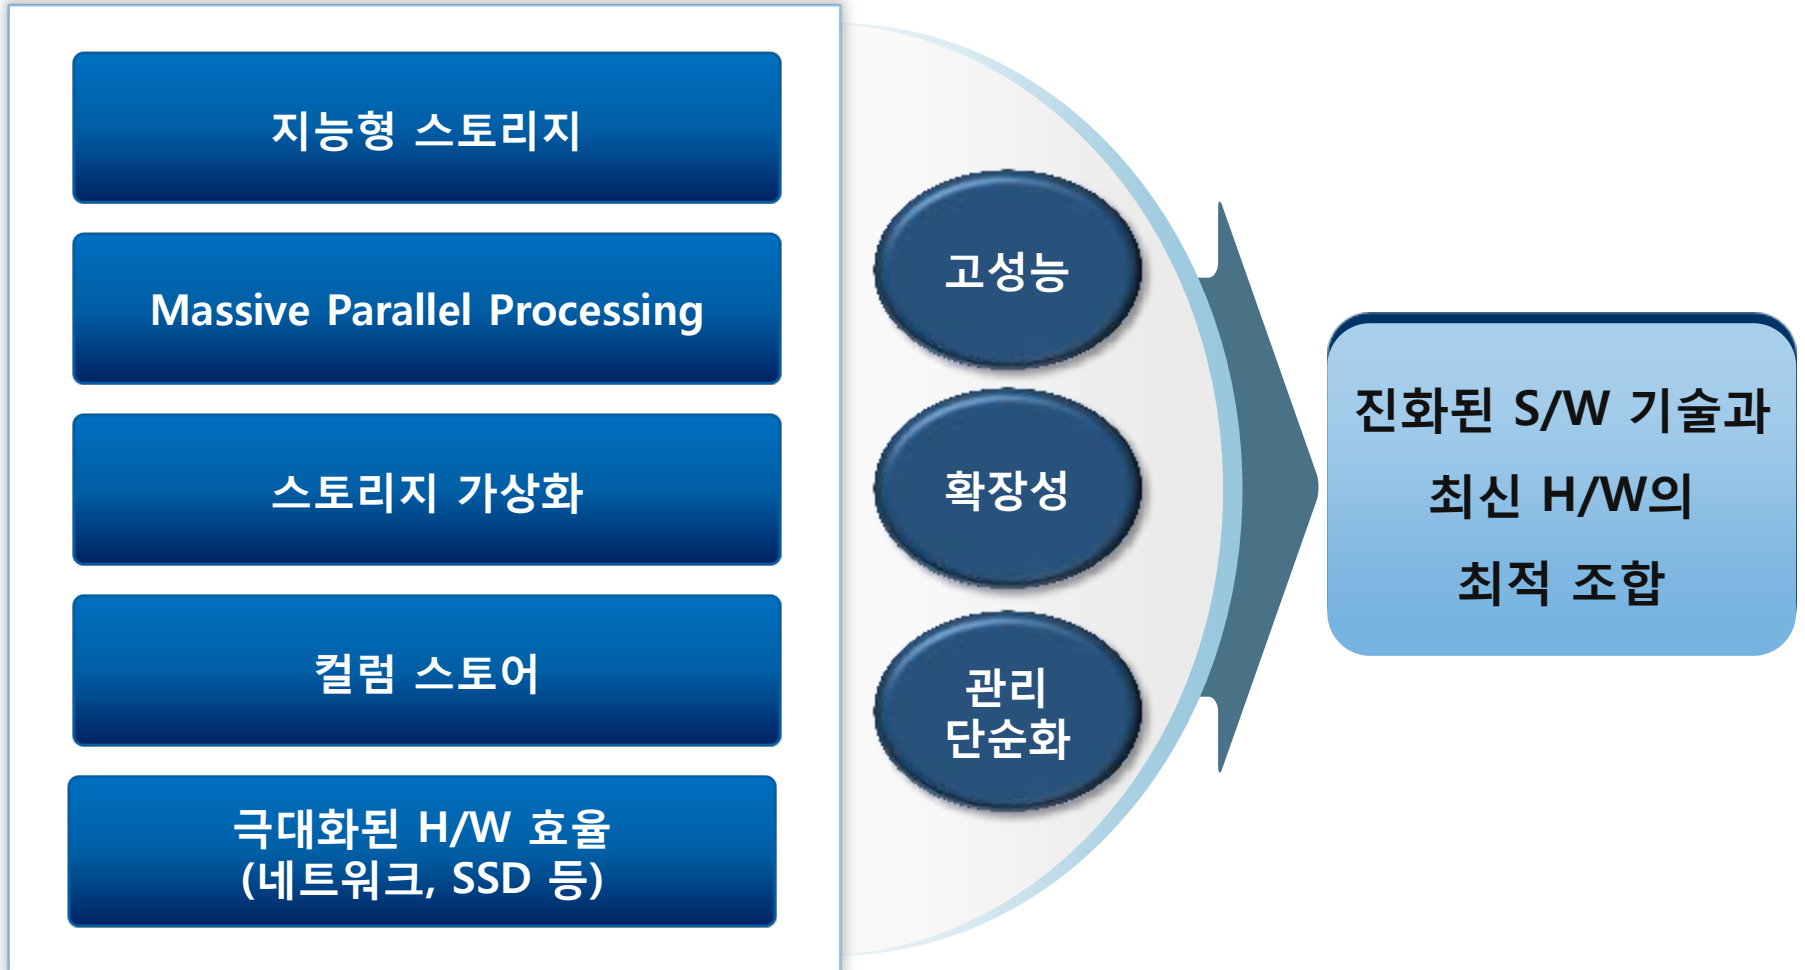 지능형 스토리지
Massive Parallel Processing
스토리지 가상화
컬럼 스토어
극대화된 H/W 효율
(네트워크, SSD 등)
고성능
확장성
관리
단순화
진화된 S/W 기술과
최신 H/W의
최적 조합